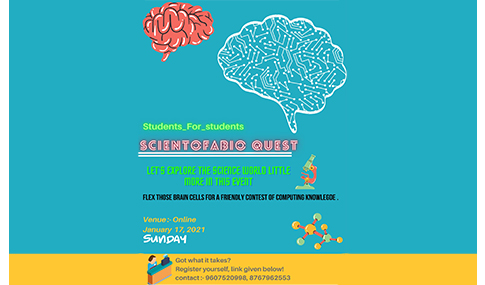 Students_For_students
SCIENTOFABIO QUEST
LET'S EXPLORE THE SCIENCE WORLD LITTLE
MORE IN THIS EVENT
FLEX THOSE BRAIN CELLS FOR A FRIENDLY CONTEST OF COMPUTING KNOWLEGDE .
Venue :- Online
January 17, 2021
SUNDAY
Got what it takes?
Register yourself, link given below!
contact :- 9607520998, 8767962553